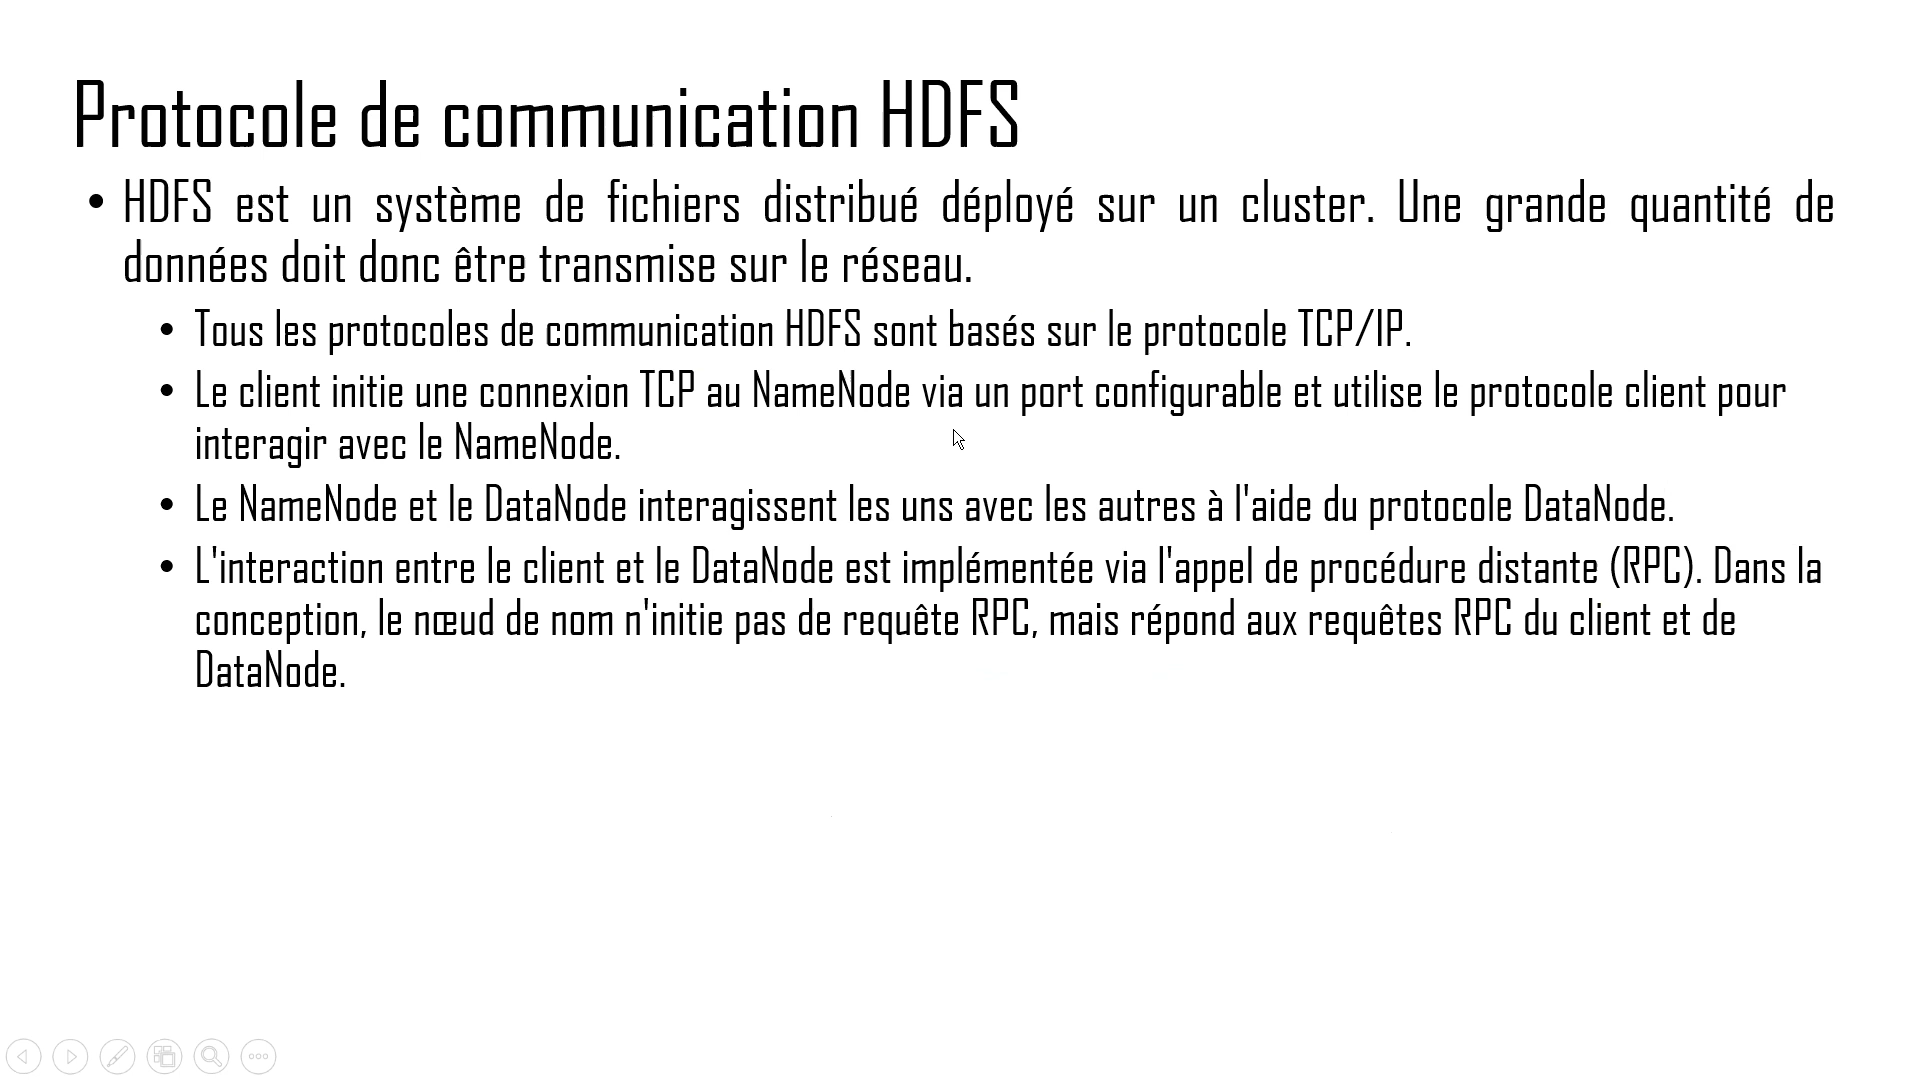 Protocole de communication HDFS
• HDFS est un système de fichiers distribué déployé sur un cluster. Une grande quantité de
données doit donc être transmise sur le réseau.
• Tous les protocoles de communication HDFS sont basés sur le protocole TCP/IP.
• Le client initie une connexion TCP au NameNode via un port configurable et utilise le protocole client pour
interagir avec le NameNode.
• Le NameNode et le DataNode interagissent les uns avec les autres à l'aide du protocole DataNode.
• L'interaction entre le client et le DataNode est implémentée via l'appel de procédure distante (RPC). Dans la
conception, le nœud de nom n'initie pas de requête RPC, mais répond aux requêtes RPC du client et de
DataNode.